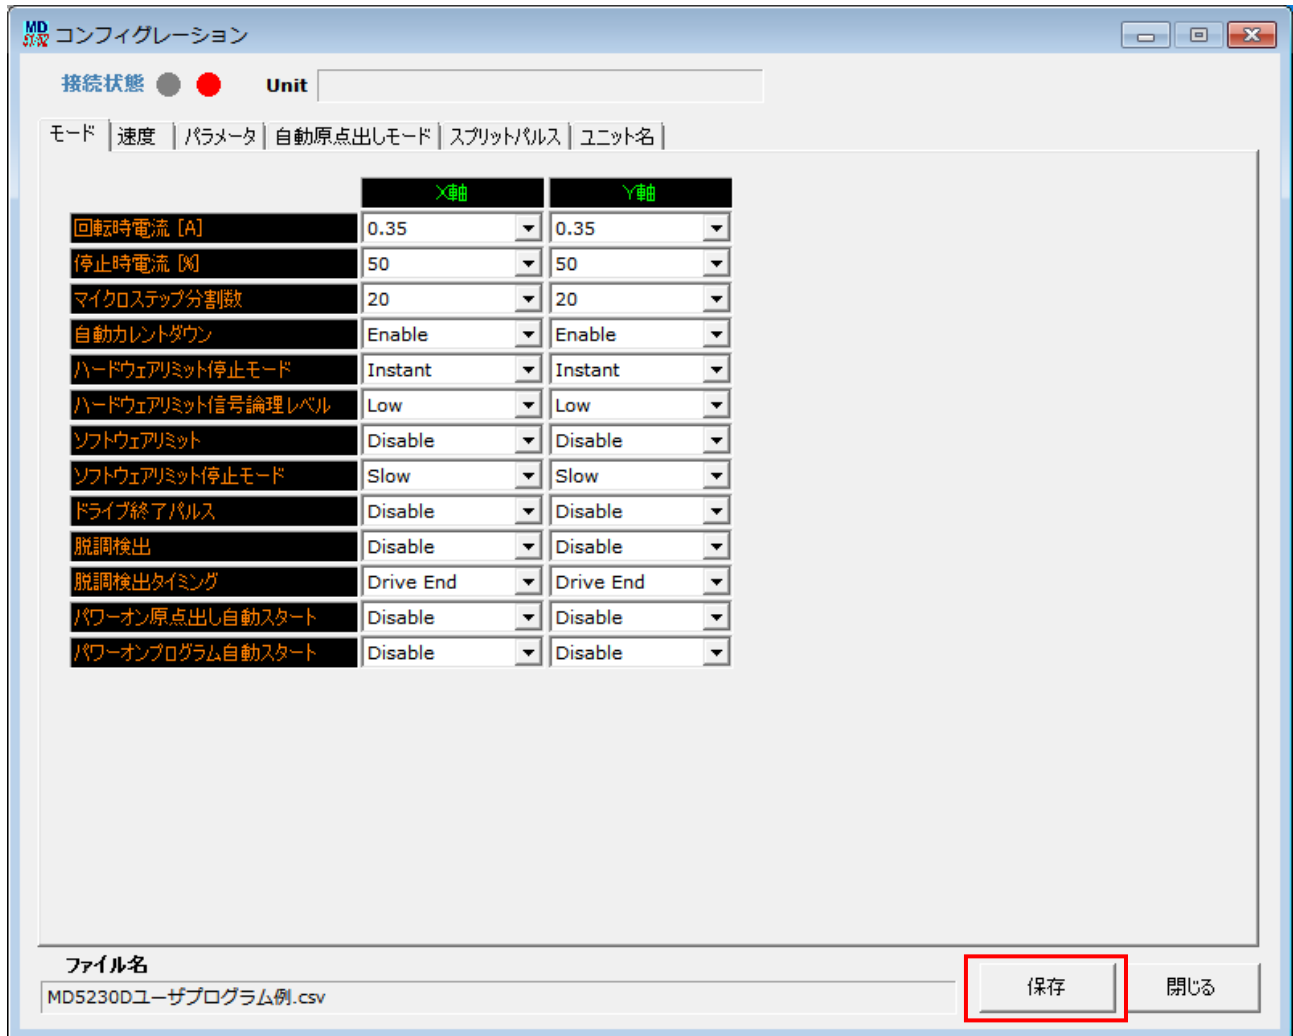 MD 51/52 コンフィグレーション
接続状態 Unit
モード 速度 パラメータ 自動原点出しモード スプリットパルス ユニット名
X軸 Y軸
回転時電流 [A] 0.35 0.35
停止時電流 [%] 50 50
マイクロステップ分割数 20 20
自動カレントダウン Enable Enable
ハードウェアリミット停止モード Instant Instant
ハードウェアリミット信号論理レベル Low Low
ソフトウェアリミット Disable Disable
ソフトウェアリミット停止モード Slow Slow
ドライブ終了パルス Disable Disable
脱調検出 Disable Disable
脱調検出タイミング Drive End Drive End
パワーオン原点出し自動スタート Disable Disable
パワーオンプログラム自動スタート Disable Disable
ファイル名
MD5230Dユーザプログラム例.csv 保存 閉じる